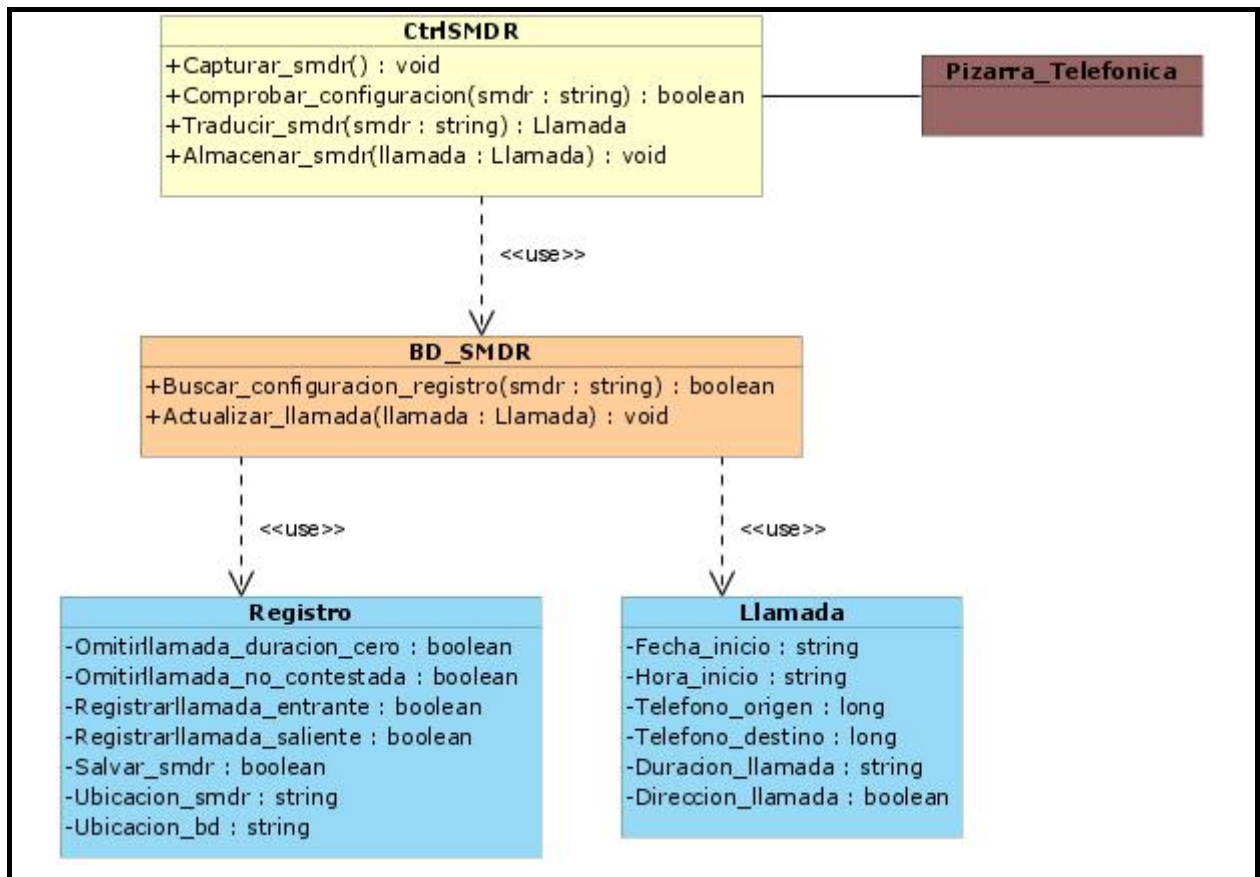 CtrlSMDR
+Capturar_smdr() : void
+Comprobar_configuracion(smdr : string) : boolean
+Traducir_smdr(smdr : string) : Llamada
+Almacenar_smdr(llamada : Llamada) : void
Pizarra_Telefonica
<<use>>
BD_SMDR
+Buscar_configuracion_registro(smdr : string) : boolean
+Actualizar_llamada(llamada : Llamada) : void
<<use>>
<<use>>
Registro
-Omitirllamada_duracion_cero : boolean
-Omitirllamada_no_contestada : boolean
-Registrarllamada_entrante : boolean
-Registrarllamada_saliente : boolean
-Salvar_smdr : boolean
-Ubicacion_smdr : string
-Ubicacion_bd : string
Llamada
-Fecha_inicio : string
-Hora_inicio : string
-Telefono_origen : long
-Telefono_destino : long
-Duracion_llamada : string
-Direccion_llamada : boolean